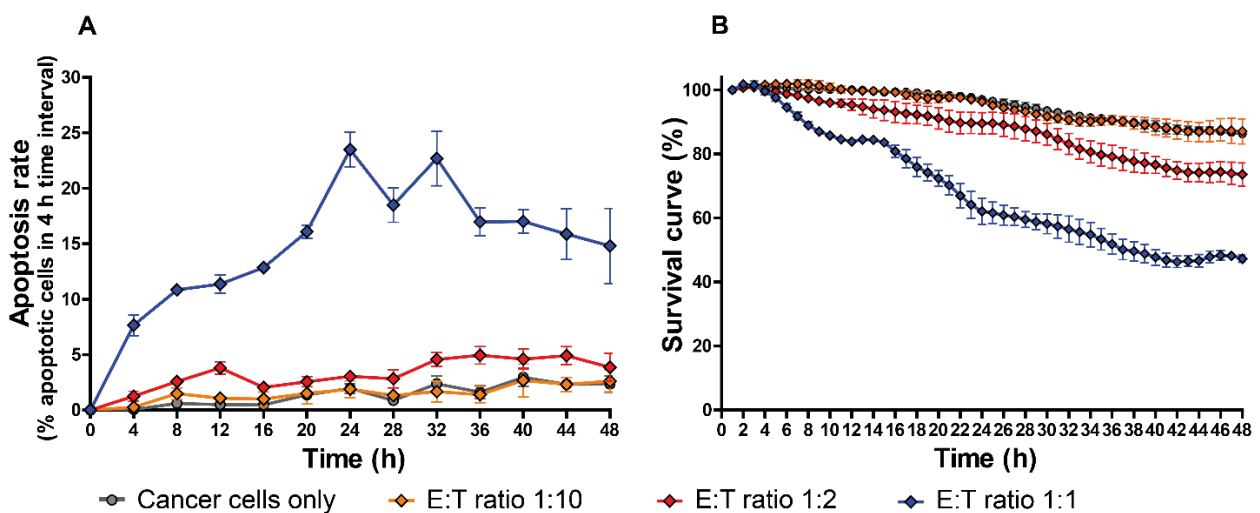 A
Apoptosis rate
(% apoptotic cells in 4 h time interval)
30
25
20
15
10
5
0
0 4 8 12 16 20 24 28 32 36 40 44 48
Time (h)
B
Survival curve (%)
100
80
60
40
20
0
0 2 4 6 8 10 12 14 16 18 20 22 24 26 28 30 32 34 36 38 40 42 44 46 48
Time (h)
Cancer cells only E:T ratio 1:10 E:T ratio 1:2 E:T ratio 1:1